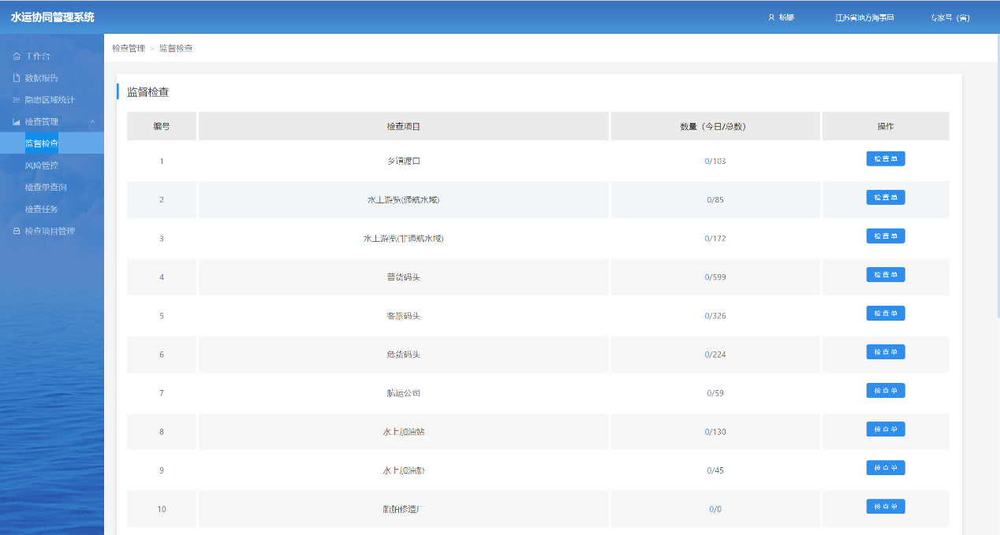 水运协同管理系统
杨娜 江苏省地方海事局 专家号 (省)
检查管理 > 监督检查
工作台
数据报告
隐患区域统计
检查管理
监督检查
风险管控
检查单查询
检查任务
检查项目管理
监督检查
编号 检查项目 数量（今日/总数） 操作
1 乡镇渡口 0/103 检查单
2 水上游览(通航水域) 0/85 检查单
3 水上游览(非通航水域) 0/172 检查单
4 普货码头 0/599 检查单
5 客旅码头 0/326 检查单
6 危货码头 0/224 检查单
7 航运公司 0/59 检查单
8 水上加油站 0/130 检查单
9 水上加油船 0/45 检查单
10 船舶修造厂 0/0 检查单